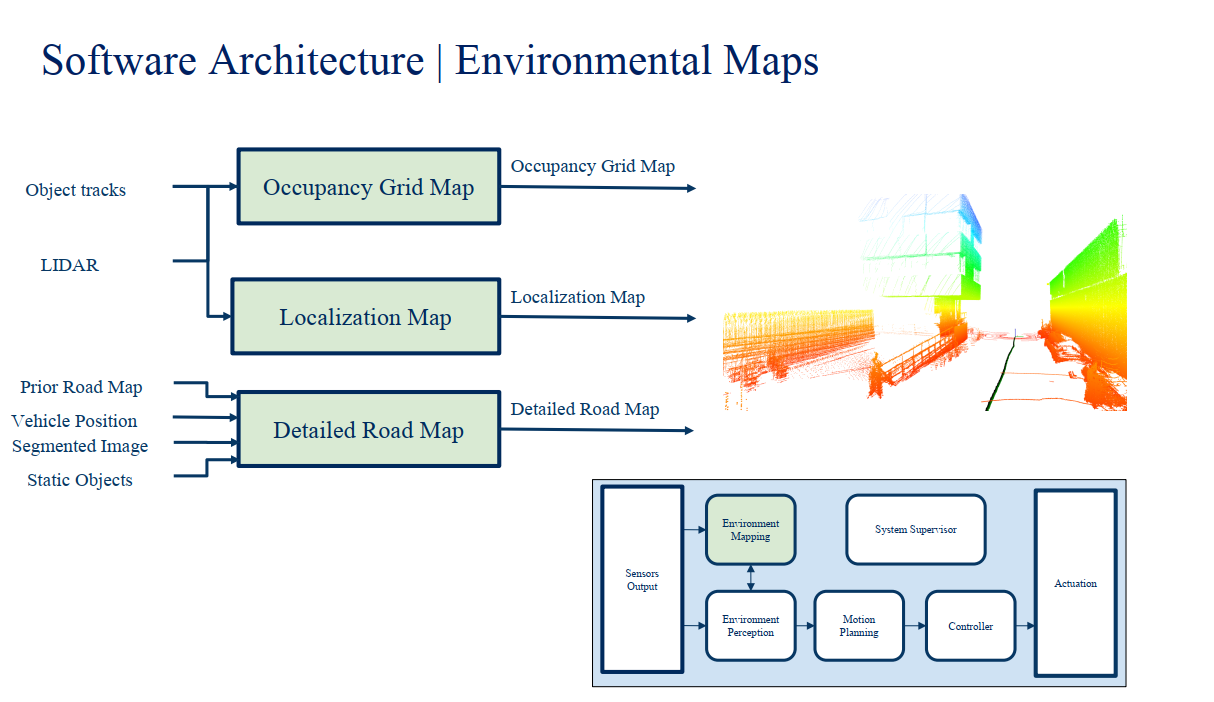 Software Architecture | Environmental Maps
Object tracks
LIDAR
Occupancy Grid Map
Occupancy Grid Map
Localization Map
Localization Map
Prior Road Map
Vehicle Position
Segmented Image
Static Objects
Detailed Road Map
Detailed Road Map
Sensors
Output
Environment
Mapping
System Supervisor
Environment
Perception
Motion
Planning
Controller
Actuation